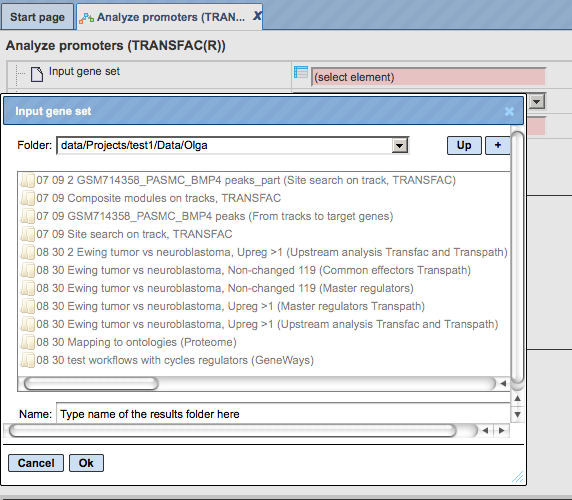 Start page
Analyze promoters (TRAN... X
Analyze promoters (TRANSFAC(R))
Input gene set (select element)
Input gene set
Folder: data/Projects/test1/Data/Olga Up +
07 09 2 GSM714358_PASMC_BMP4 peaks_part (Site search on track, TRANSFAC)
07 09 Composite modules on tracks, TRANSFAC
07 09 GSM714358_PASMC_BMP4 peaks (From tracks to target genes)
07 09 Site search on track, TRANSFAC
08 30 2 Ewing tumor vs neuroblastoma, Upreg >1 (Upstream analysis Transfac and Transpath)
08 30 Ewing tumor vs neuroblastoma, Non-changed 119 (Common effectors Transpath)
08 30 Ewing tumor vs neuroblastoma, Non-changed 119 (Master regulators)
08 30 Ewing tumor vs neuroblastoma, Upreg >1 (Master regulators Transpath)
08 30 Ewing tumor vs neuroblastoma, Upreg >1 (Upstream analysis Transfac and Transpath)
08 30 Mapping to ontologies (Proteome)
08 30 test workflows with cycles regulators (GeneWays)
Name: Type name of the results folder here
Cancel Ok